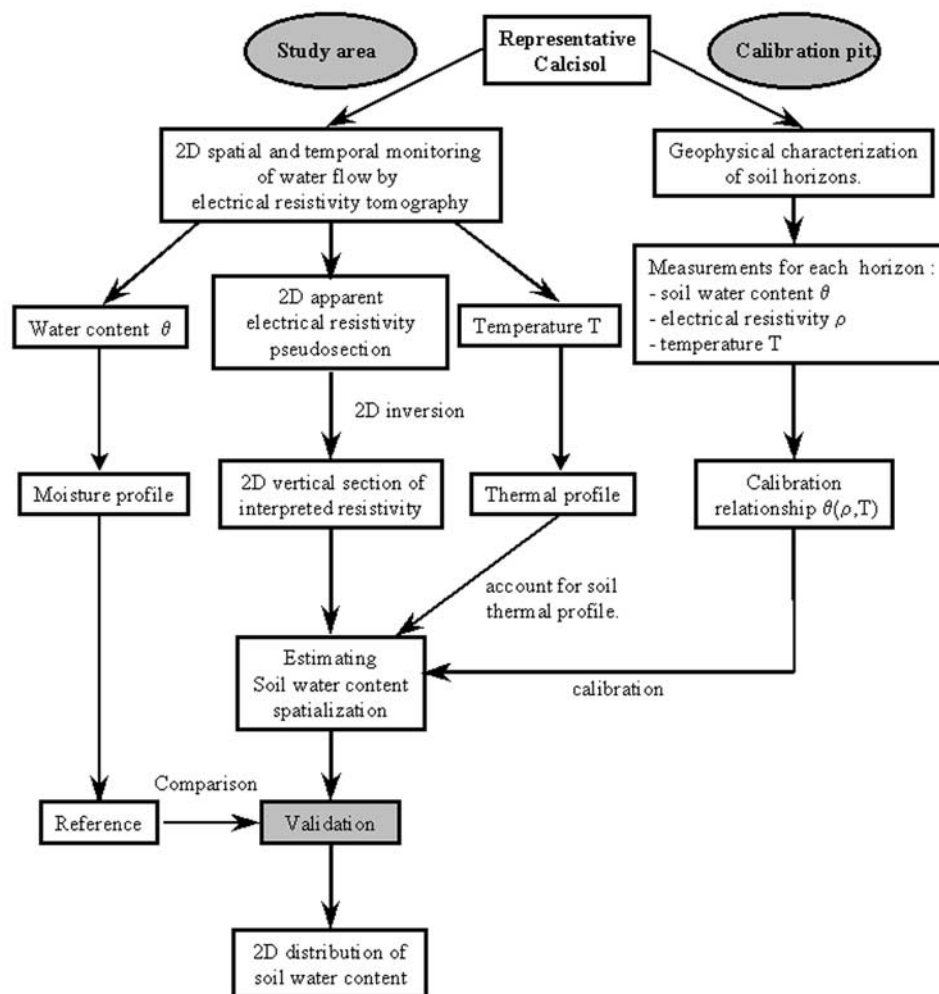 Study area
Representative
Calcisol
Calibration pit.
2D spatial and temporal monitoring
of water flow by
electrical resistivity tomography
Geophysical characterization
of soil horizons.
Water content θ
2D apparent
electrical resistivity
pseudosection
Temperature T
Measurements for each horizon :
- soil water content θ
- electrical resistivity ρ
- temperature T
2D inversion
Moisture profile
2D vertical section of
interpreted resistivity
Thermal profile
Calibration
relationship θ(ρ,T)
account for soil
thermal profile.
Estimating
Soil water content
spatialization
calibration
Comparison
Reference
Validation
2D distribution of
soil water content